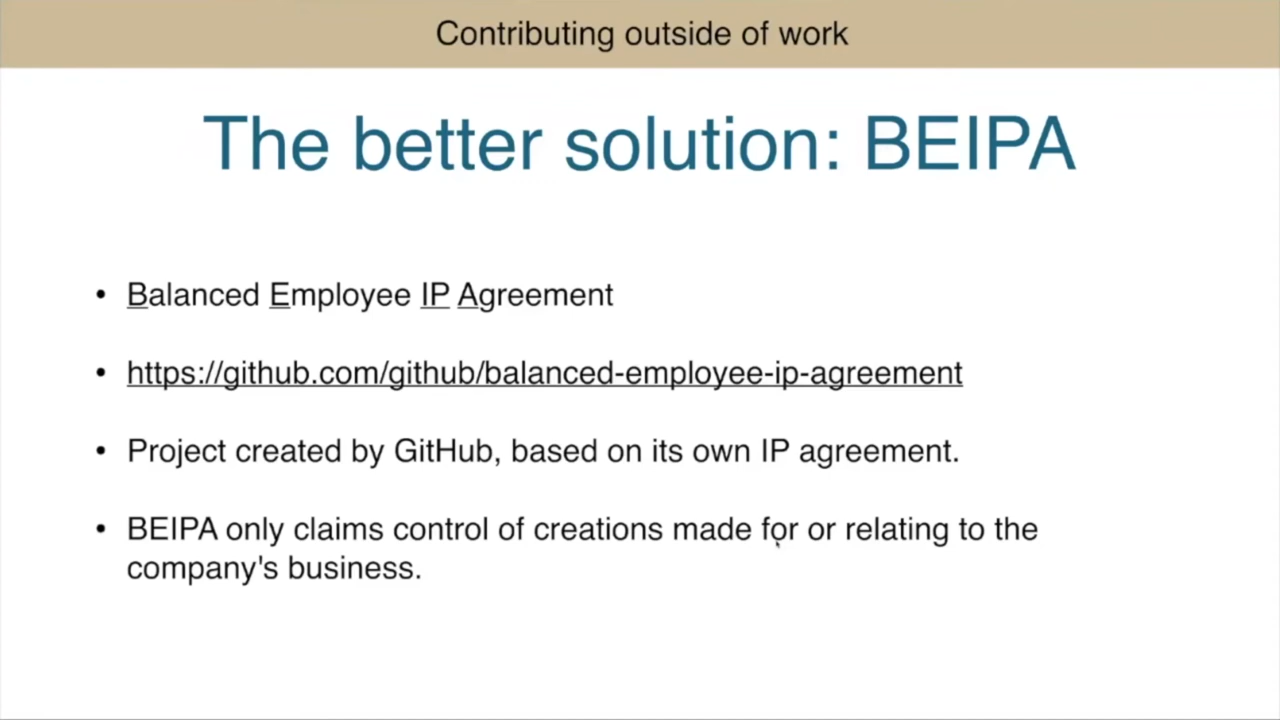 Contributing outside of work
The better solution: BEIPA
• Balanced Employee IP Agreement
• https://github.com/github/balanced-employee-ip-agreement
• Project created by GitHub, based on its own IP agreement.
• BEIPA only claims control of creations made for or relating to the
company's business.